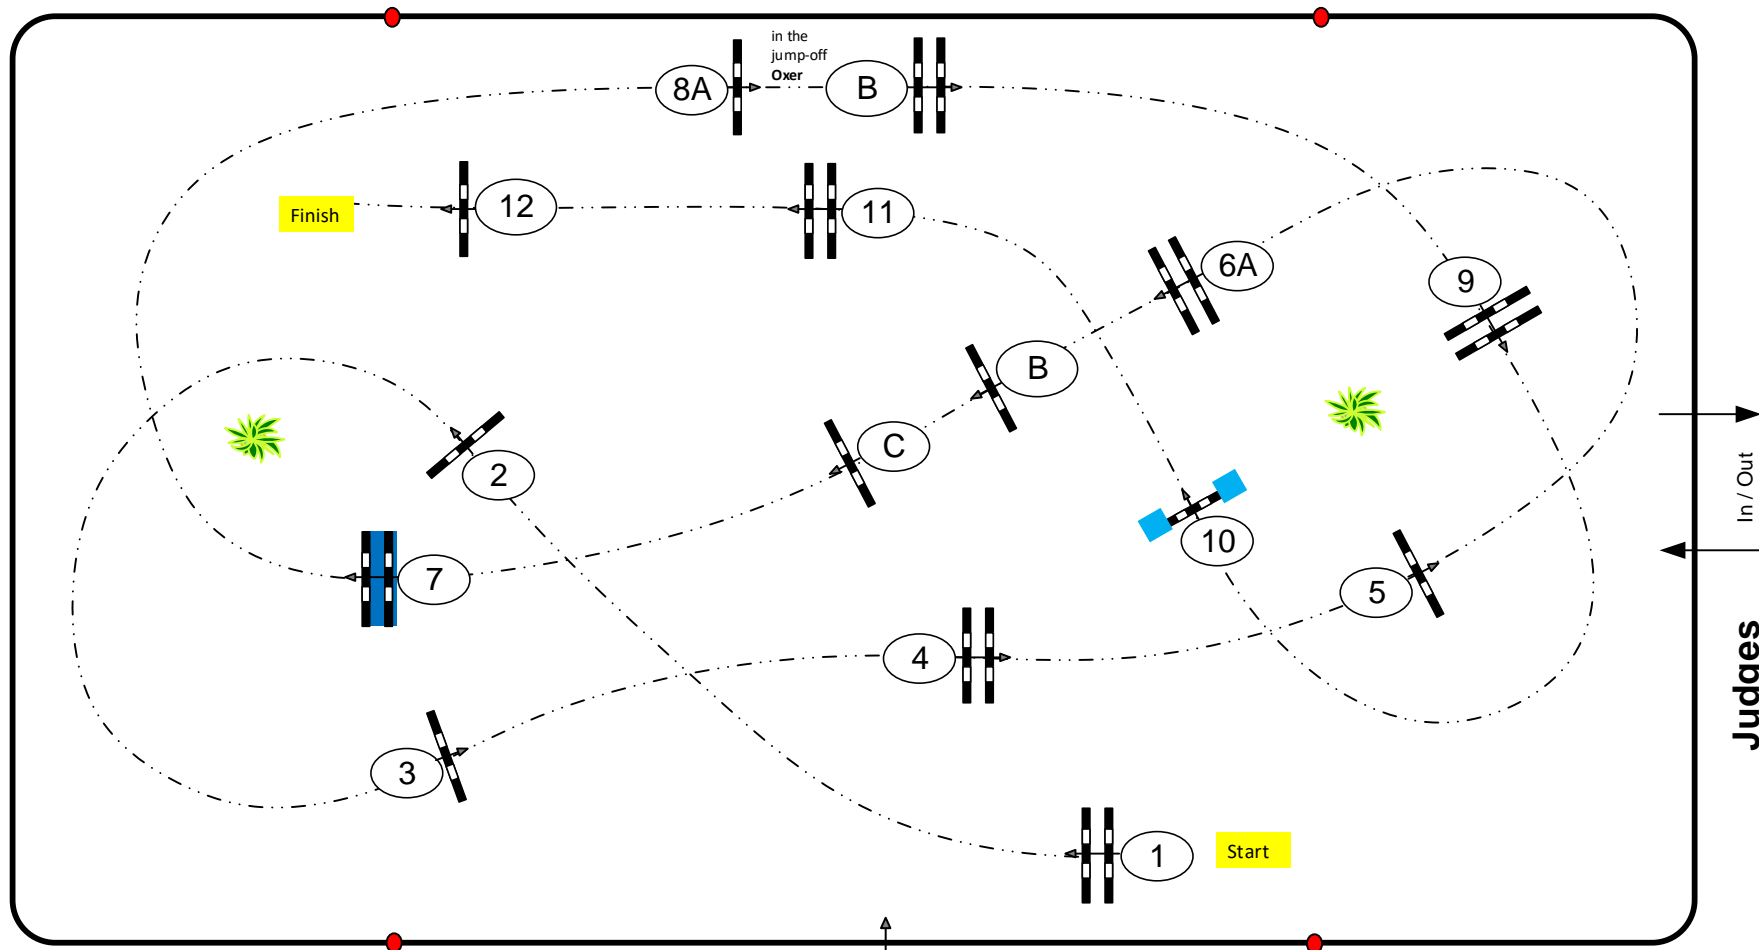 in the
jump-off
Oxer
8A
B
12
11
Finish
6A
9
B
C
2
In / Out
10
7
5
4
Judges
3
1
Start